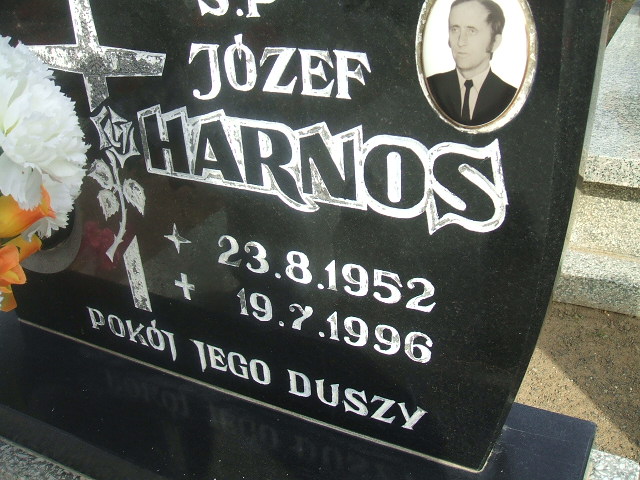 Ś.P
JÓZEF
HARNOS
23.8.1952
19.7.1996
POKÓJ JEGO DUSZY